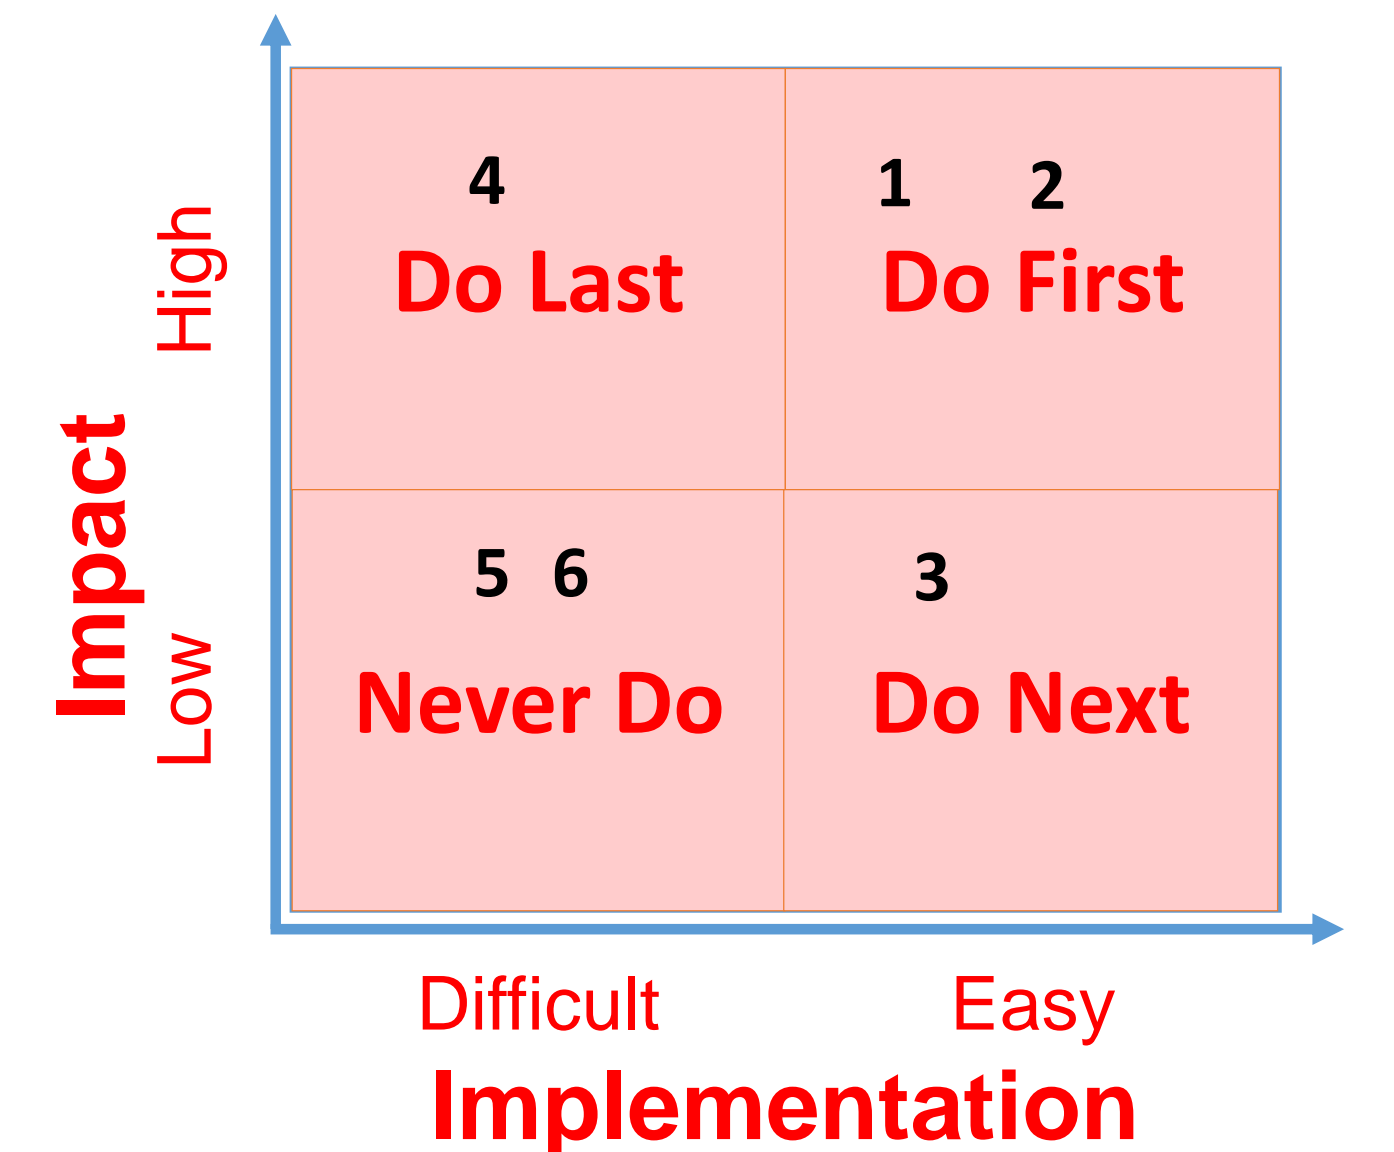 4
1 2
Do Last
Do First
High
Impact
5 6
3
Low
Never Do
Do Next
Difficult
Easy
Implementation